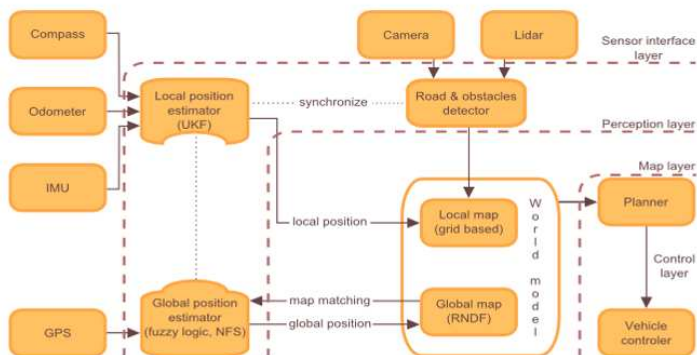 Compass
Camera
Lidar
Sensor interface
layer
Odometer
Local position
estimator
(UKF)
synchronize
Road & obstacles
detector
Perception layer
IMU
Map layer
local position
Local map
(grid based)
World model
Planner
Control
layer
GPS
Global position
estimator
(fuzzy logic, NFS)
map matching
global position
Global map
(RNDF)
Vehicle
controler